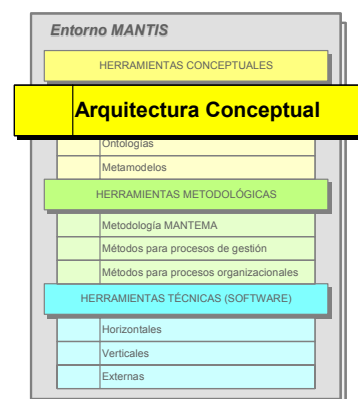 Entorno MANTIS
HERRAMIENTAS CONCEPTUALES
Arquitectura Conceptual
Ontologías
Metamodelos
HERRAMIENTAS METODOLÓGICAS
Metodología MANTEMA
Métodos para procesos de gestión
Métodos para procesos organizacionales
HERRAMIENTAS TÉCNICAS (SOFTWARE)
Horizontales
Verticales
Externas